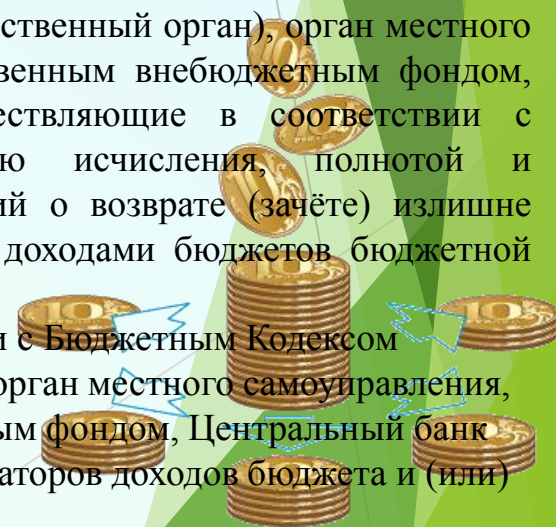 ственный орган), орган местного
венным внебюджетным фондом,
ествляющие в соответствии с
ю исчисления, полнотой и
ий о возврате (зачёте) излишне
доходами бюджетов бюджетной
и с Бюджетным Кодексом
орган местного самоуправления,
ым фондом, Центральный банк
аторов доходов бюджета и (или)